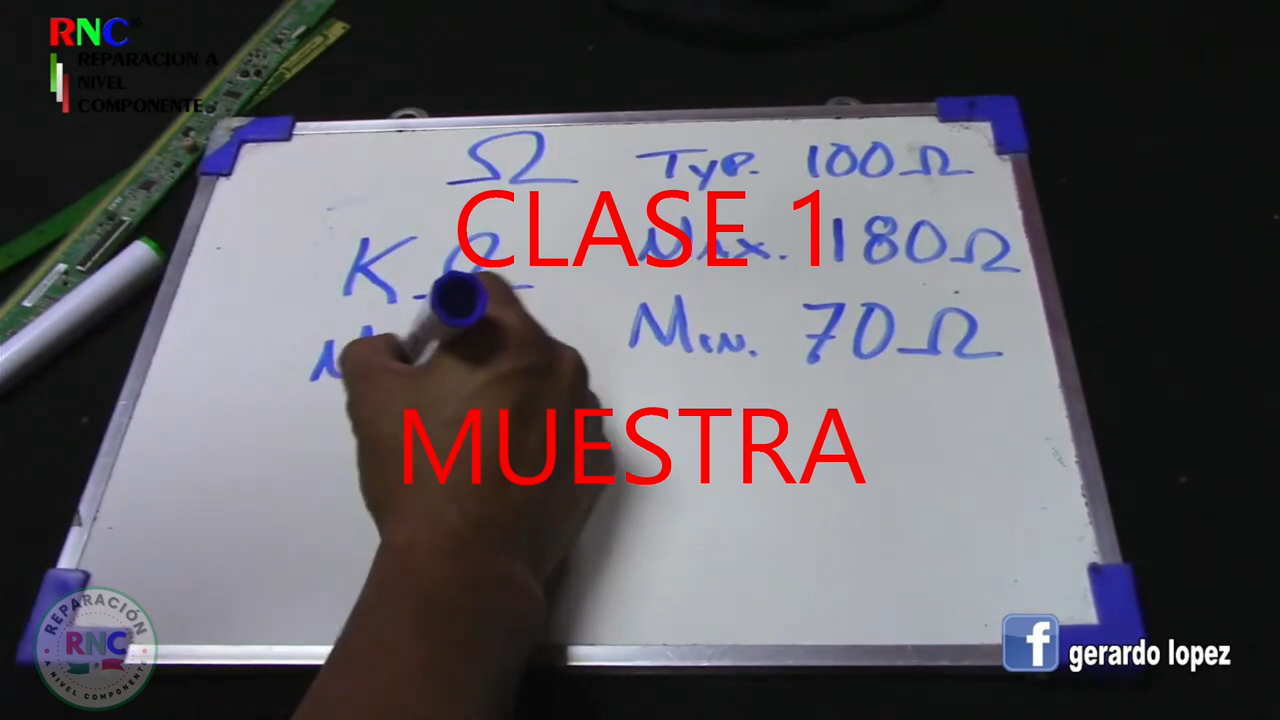 RNC®
REPARACION A
NIVEL
COMPONENTE
Ω Typ. 100Ω
CLASE 1
K Max. 180Ω
M Min. 70Ω
MUESTRA
REPARACIÓN
RNC
A NIVEL COMPONENTE
f gerardo lopez